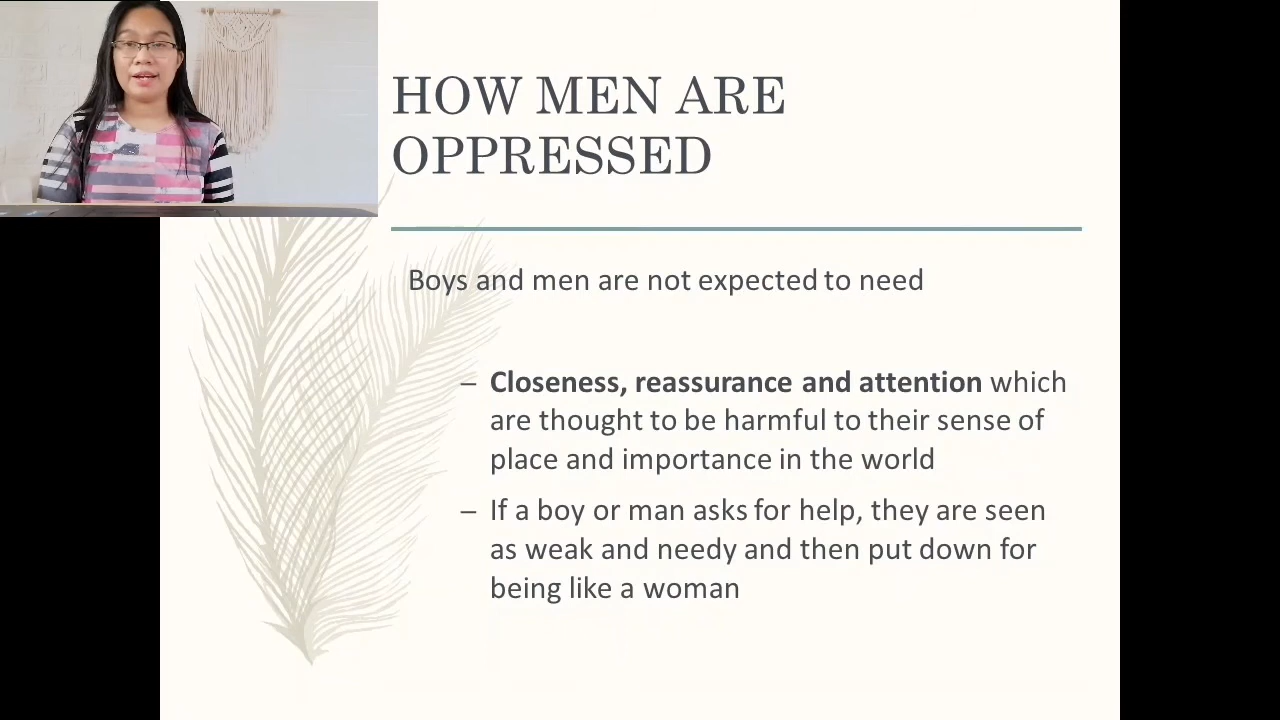 HOW MEN ARE
OPPRESSED
Boys and men are not expected to need
– Closeness, reassurance and attention which
are thought to be harmful to their sense of
place and importance in the world
– If a boy or man asks for help, they are seen
as weak and needy and then put down for
being like a woman